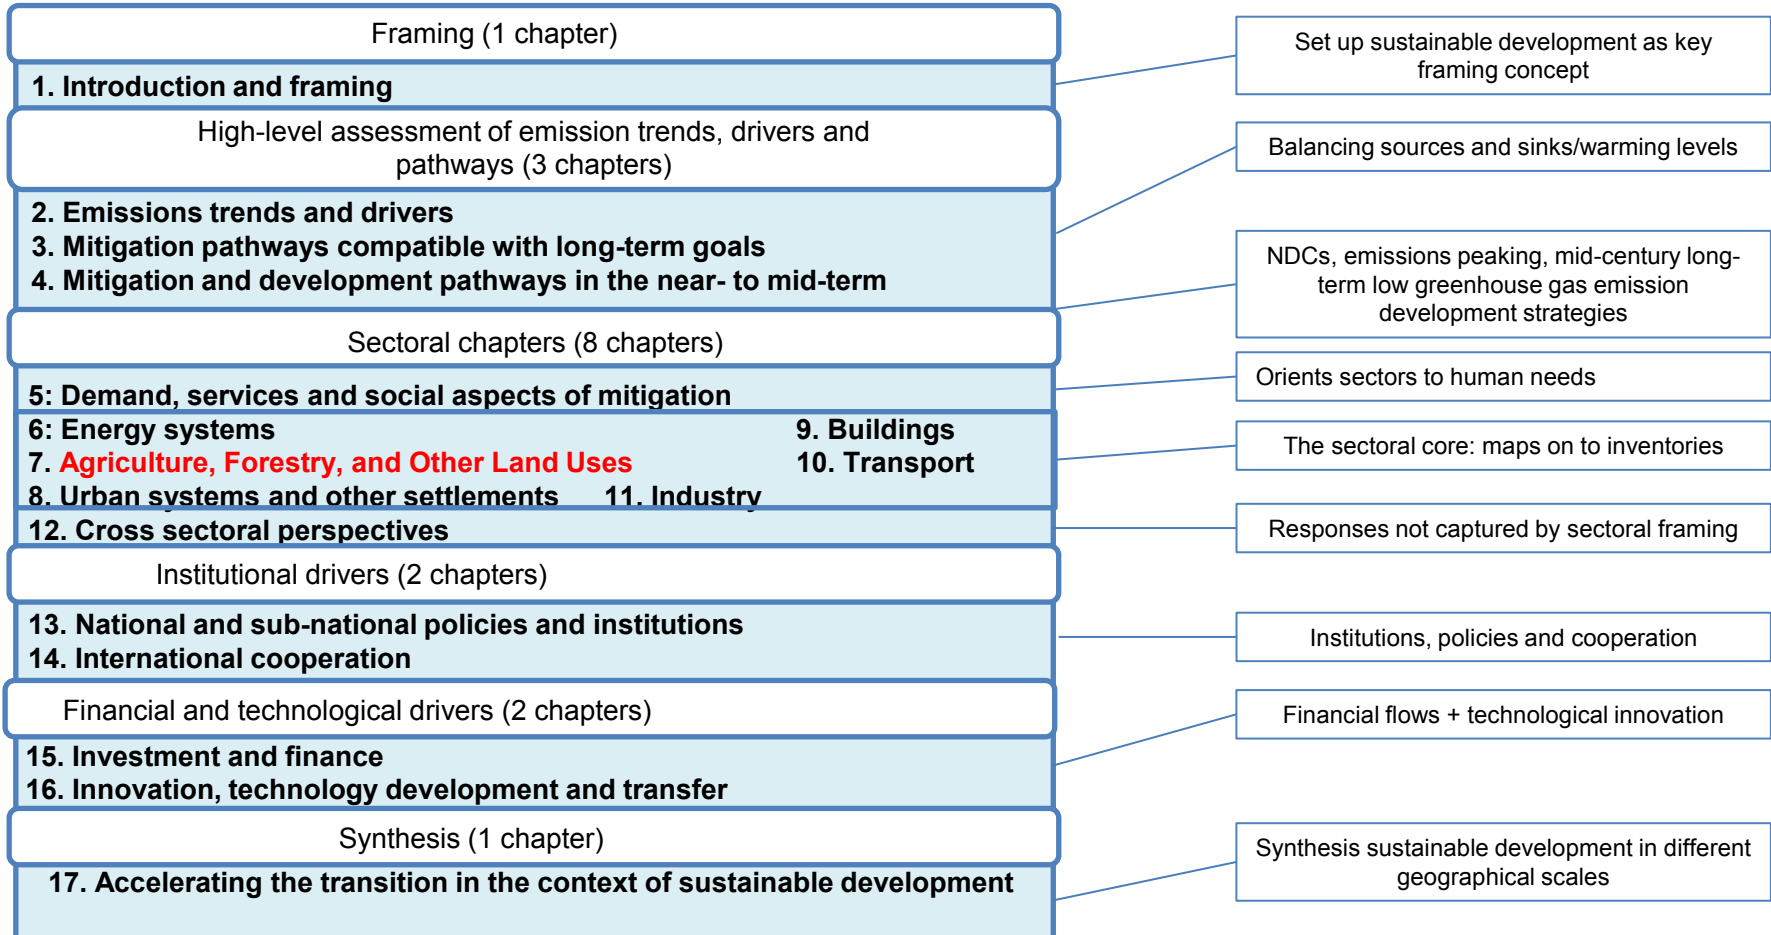 Framing (1 chapter)
1. Introduction and framing
High-level assessment of emission trends, drivers and
pathways (3 chapters)
2. Emissions trends and drivers
3. Mitigation pathways compatible with long-term goals
4. Mitigation and development pathways in the near- to mid-term
Sectoral chapters (8 chapters)
5: Demand, services and social aspects of mitigation
6: Energy systems
9. Buildings
7. Agriculture, Forestry, and Other Land Uses
10. Transport
8. Urban systems and other settlements
11. Industry
12. Cross sectoral perspectives
Institutional drivers (2 chapters)
13. National and sub-national policies and institutions
14. International cooperation
Financial and technological drivers (2 chapters)
15. Investment and finance
16. Innovation, technology development and transfer
Synthesis (1 chapter)
17. Accelerating the transition in the context of sustainable development
Set up sustainable development as key
framing concept
Balancing sources and sinks/warming levels
NDCs, emissions peaking, mid-century long-
term low greenhouse gas emission
development strategies
Orients sectors to human needs
The sectoral core: maps on to inventories
Responses not captured by sectoral framing
Institutions, policies and cooperation
Financial flows + technological innovation
Synthesis sustainable development in different
geographical scales